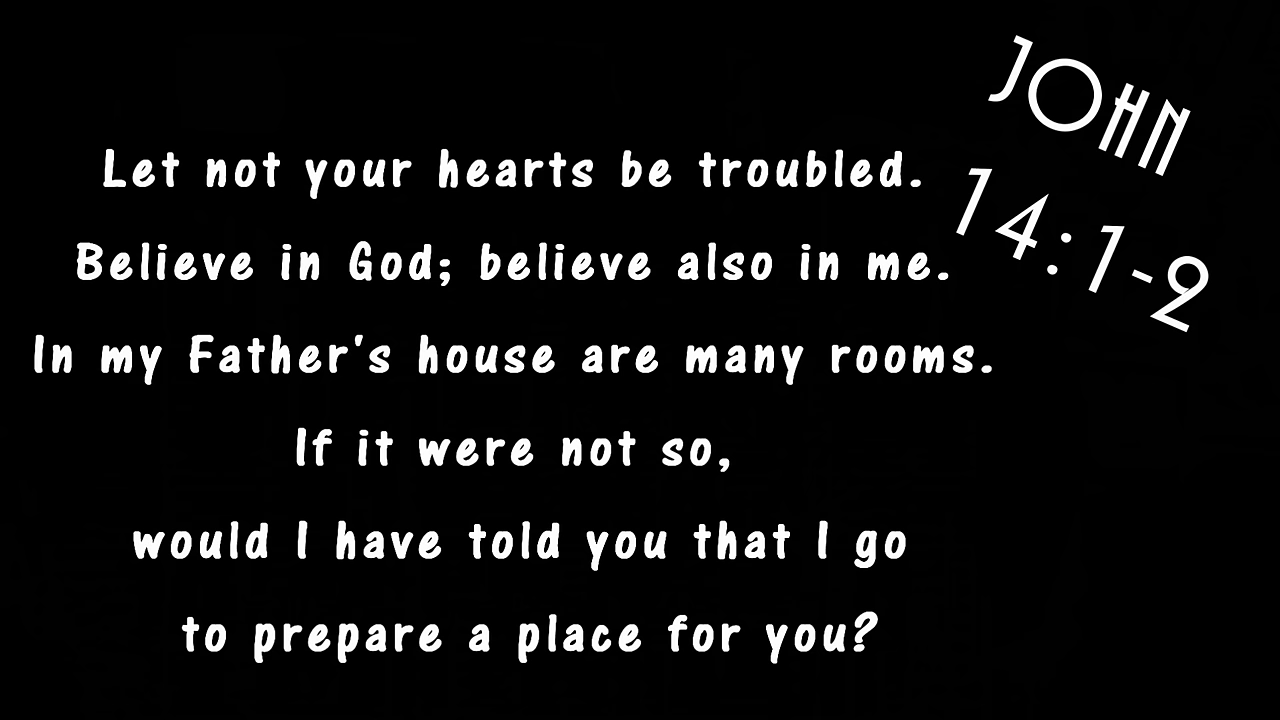 JOHN
14:1-2
Let not your hearts be troubled.
Believe in God; believe also in me.
In my Father's house are many rooms.
If it were not so,
would I have told you that I go
to prepare a place for you?